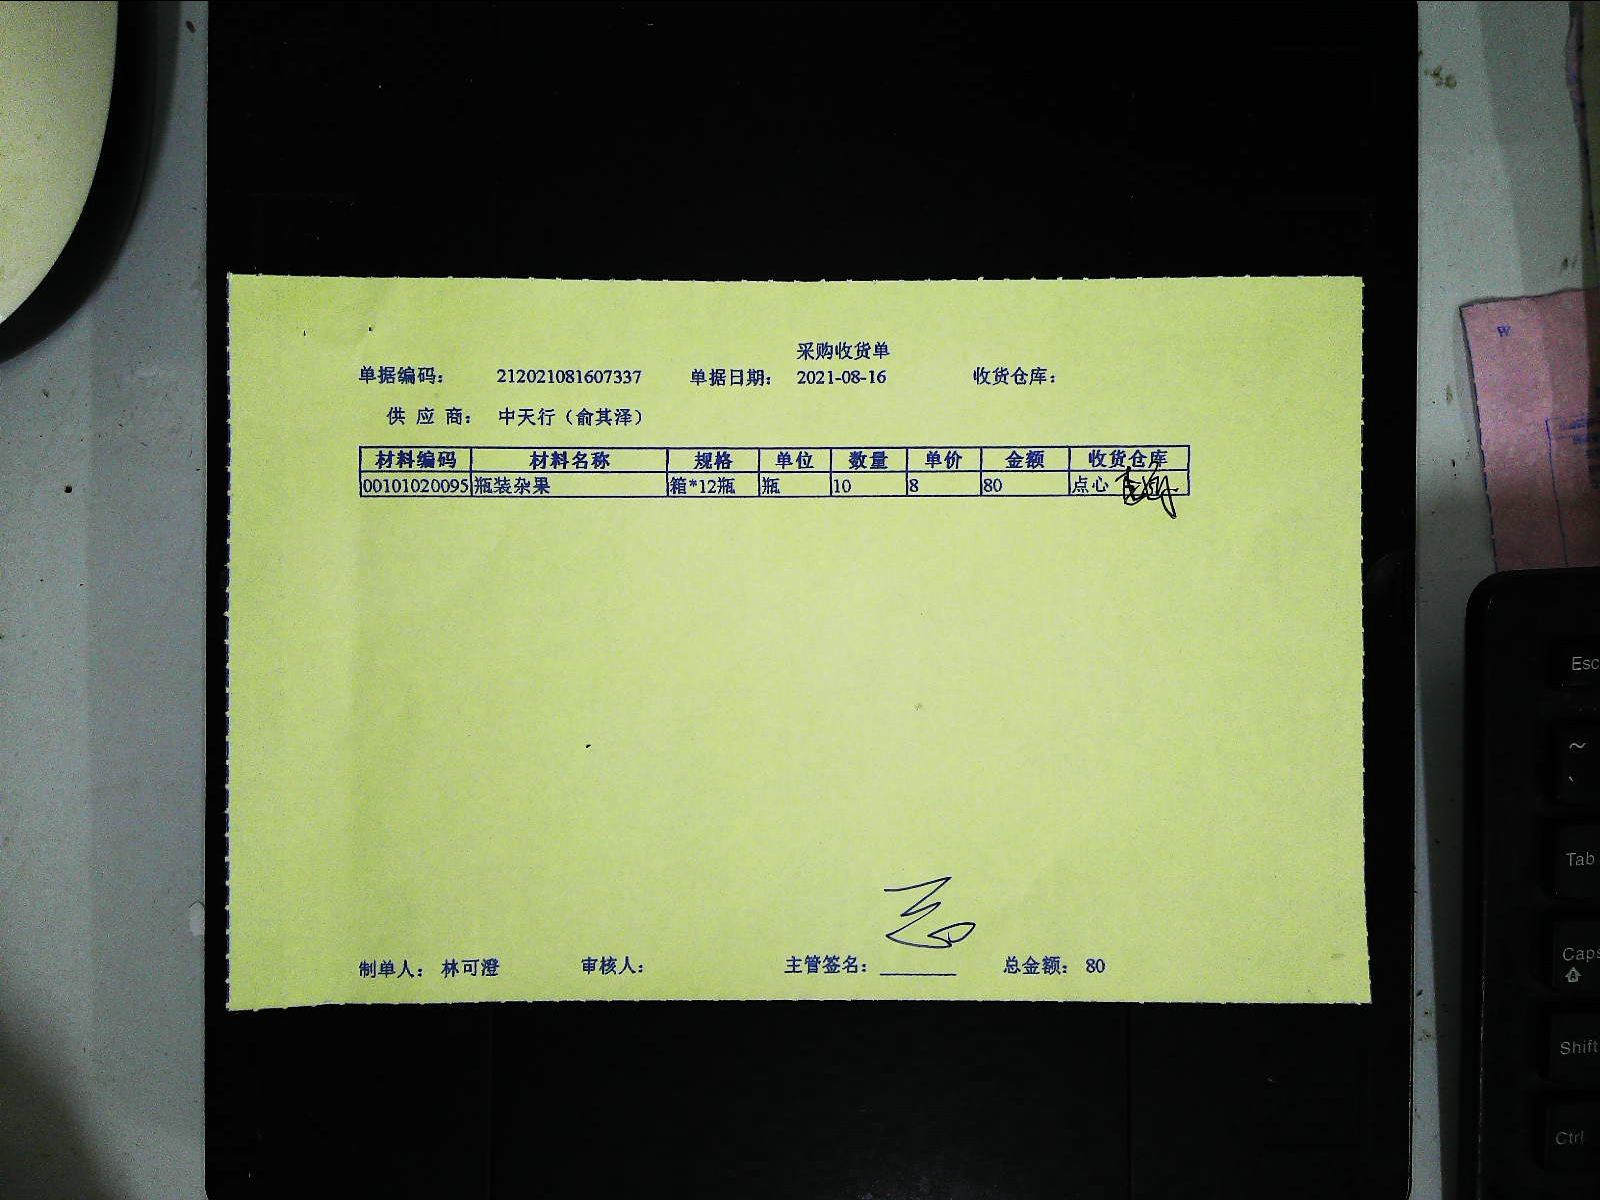 采购收货单
单据编码: 212021081607337 单据日期: 2021-08-16 收货仓库:
供 应 商: 中天行（俞其泽）
材料编码 材料名称 规格 单位 数量 单价 金额 收货仓库
00101020095 瓶装杂果 箱*12瓶 瓶 10 8 80 点心
制单人: 林可澄 审核人: 主管签名: 总金额: 80
W
Esc
~
`
Tab
Caps
Shift
Ctrl